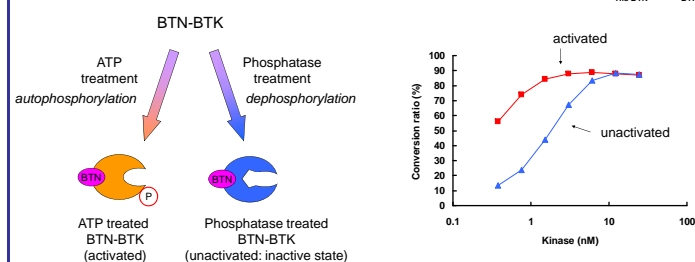 BTN-BTK
ATP
treatment
autophosphorylation
Phosphatase
treatment
dephosphorylation
BTN
P
BTN
ATP treated
BTN-BTK
(activated)
Phosphatase treated
BTN-BTK
(unactivated: inactive state)
activated
unactivated
Conversion ratio (%)
100
90
80
70
60
50
40
30
20
10
0
0.1
1
10
100
Kinase (nM)